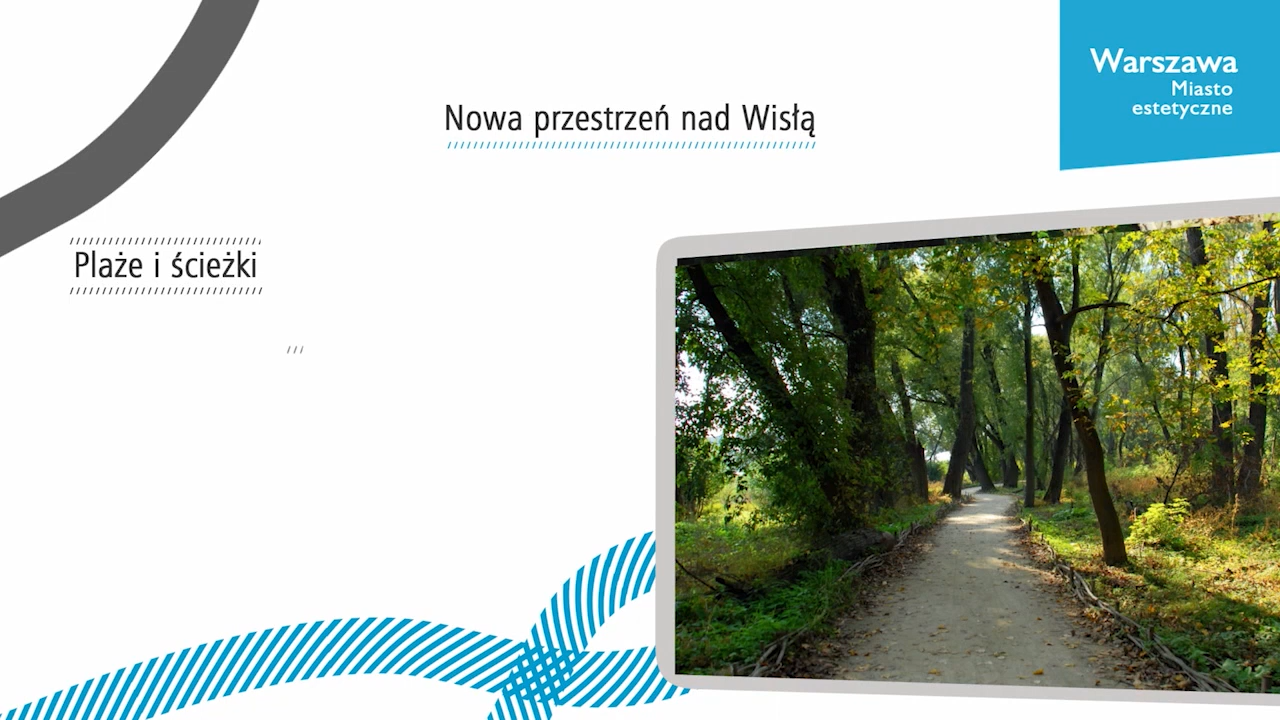 Warszawa
Miasto
estetyczne
Nowa przestrzeń nad Wisłą
Plaże i ścieżki